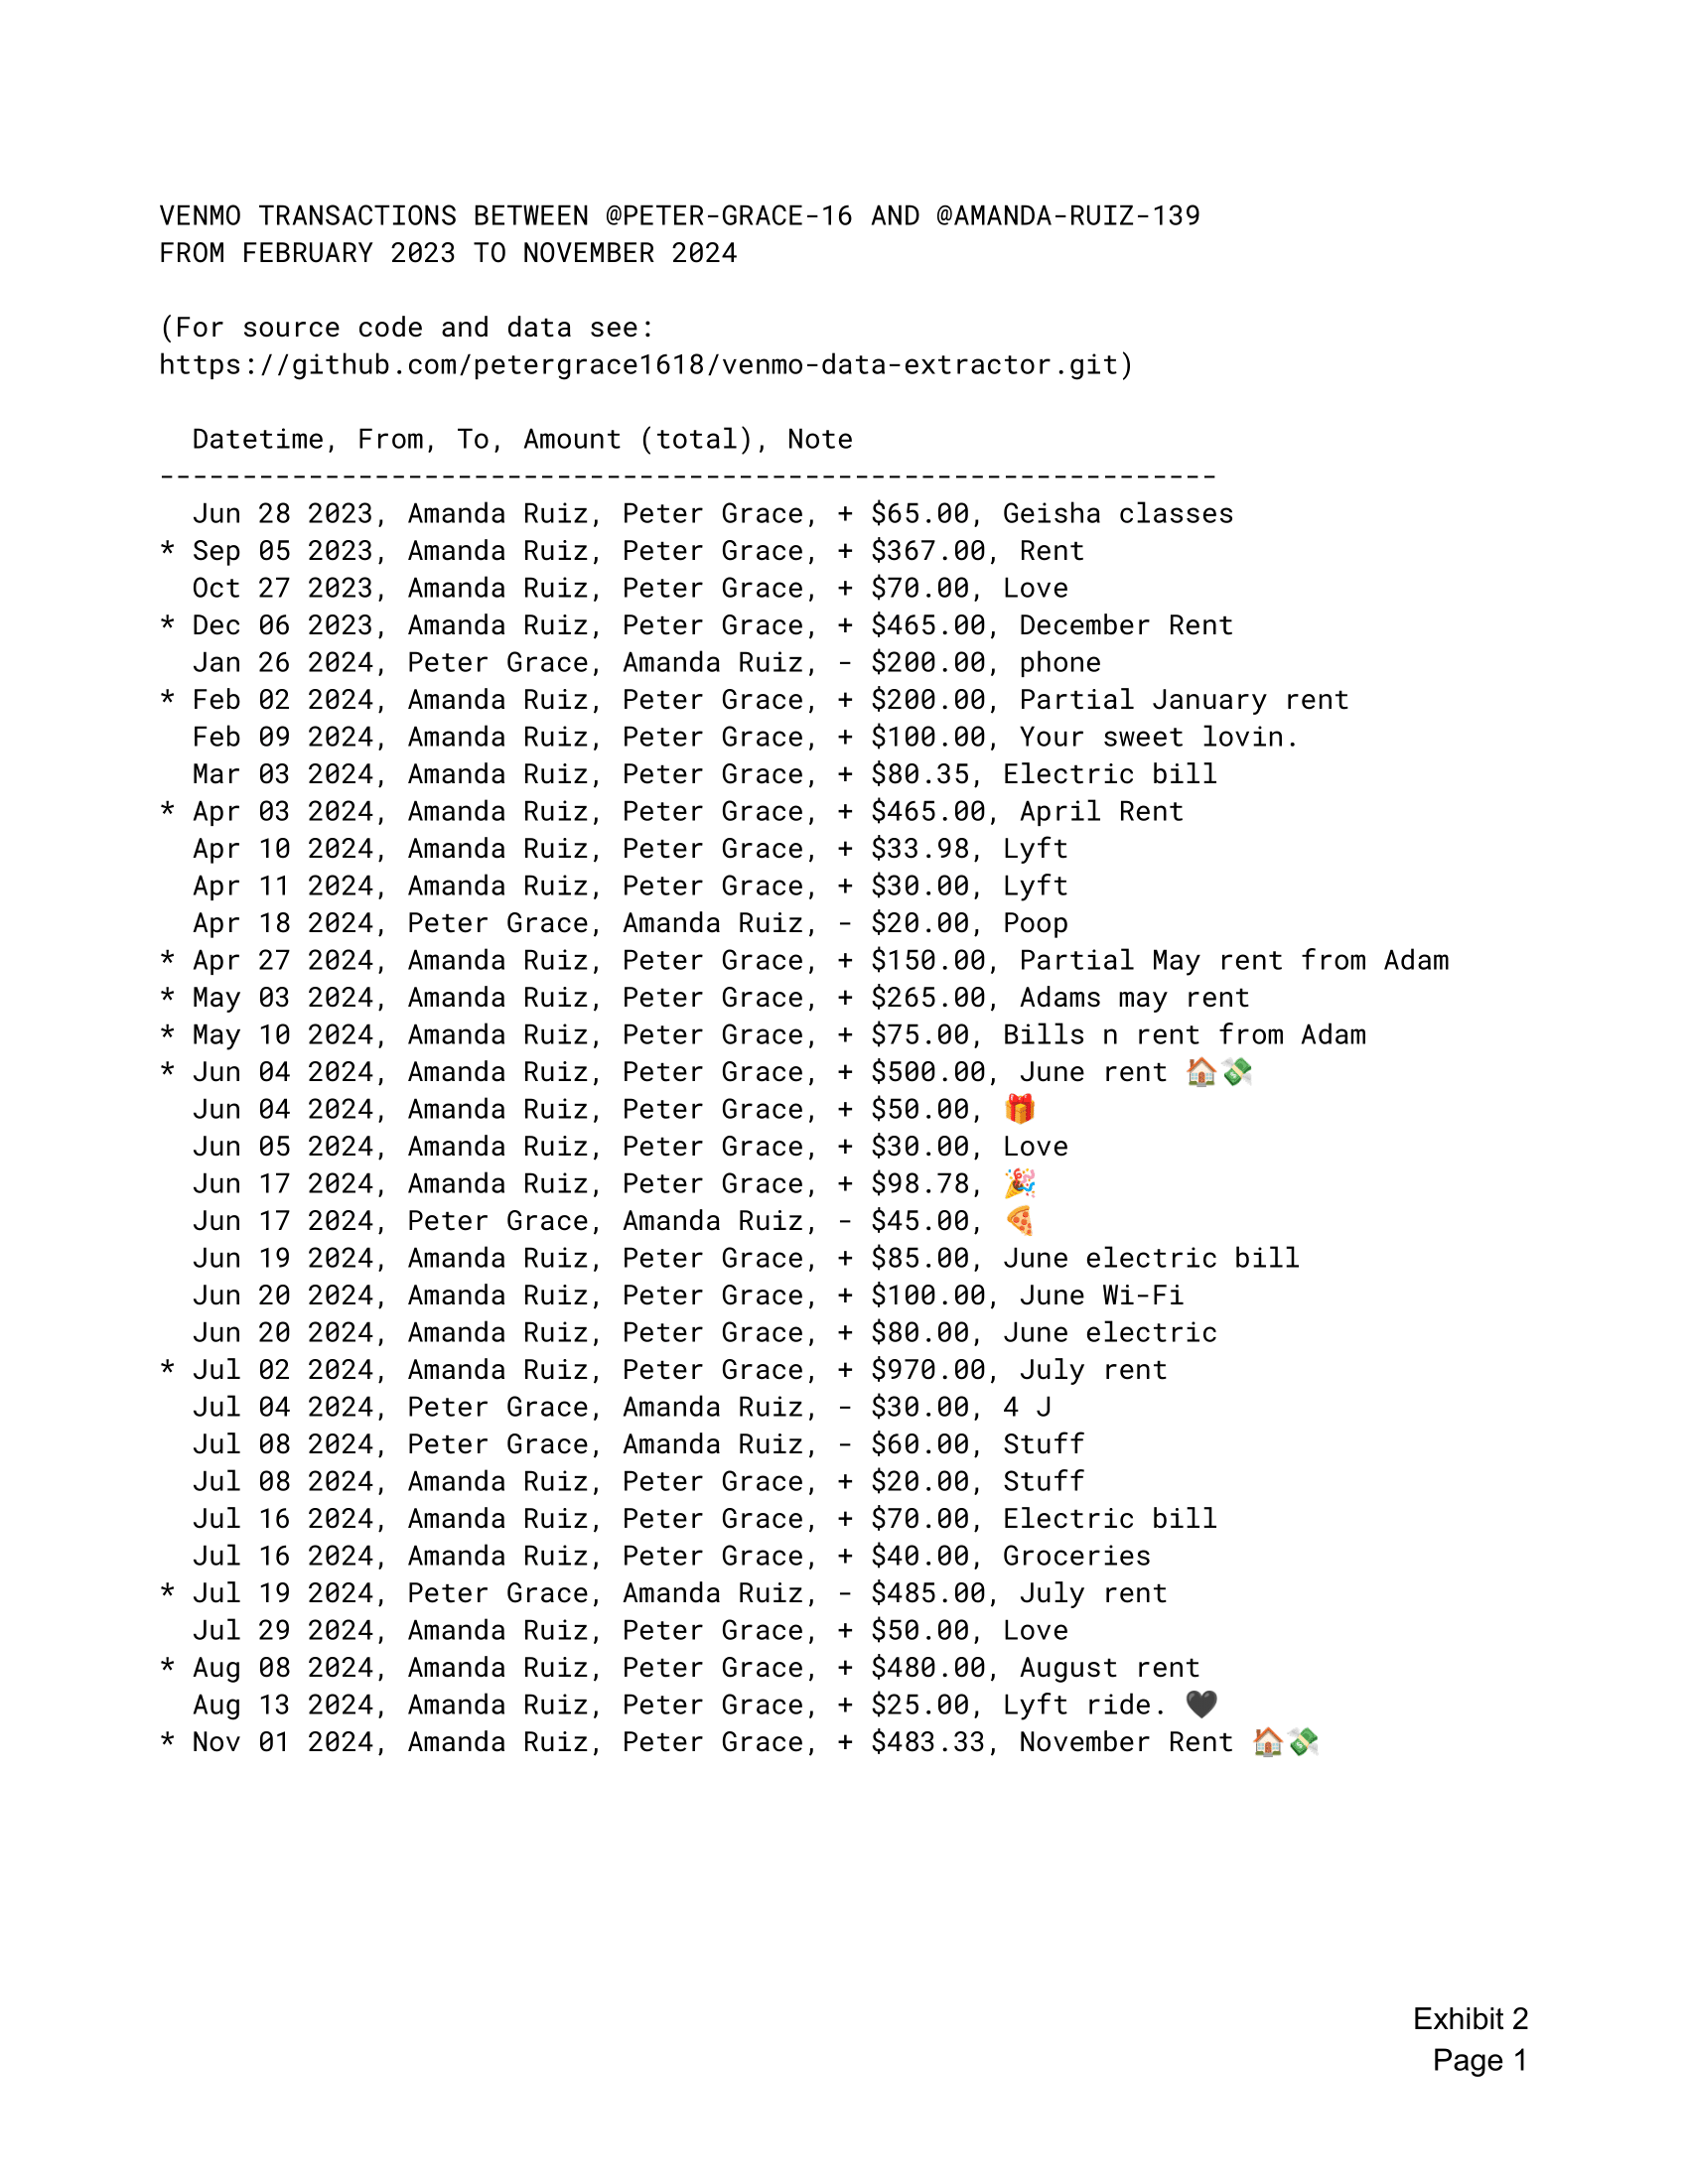 VENMO TRANSACTIONS BETWEEN @PETER-GRACE-16 AND @AMANDA-RUIZ-139
FROM FEBRUARY 2023 TO NOVEMBER 2024
(For source code and data see:
https://github.com/petergrace1618/venmo-data-extractor.git)
Datetime, From, To, Amount (total), Note
----------------------------------------------------------------
Jun 28 2023, Amanda Ruiz, Peter Grace, + $65.00, Geisha classes
* Sep 05 2023, Amanda Ruiz, Peter Grace, + $367.00, Rent
Oct 27 2023, Amanda Ruiz, Peter Grace, + $70.00, Love
* Dec 06 2023, Amanda Ruiz, Peter Grace, + $465.00, December Rent
Jan 26 2024, Peter Grace, Amanda Ruiz, - $200.00, phone
* Feb 02 2024, Amanda Ruiz, Peter Grace, + $200.00, Partial January rent
Feb 09 2024, Amanda Ruiz, Peter Grace, + $100.00, Your sweet lovin.
Mar 03 2024, Amanda Ruiz, Peter Grace, + $80.35, Electric bill
* Apr 03 2024, Amanda Ruiz, Peter Grace, + $465.00, April Rent
Apr 10 2024, Amanda Ruiz, Peter Grace, + $33.98, Lyft
Apr 11 2024, Amanda Ruiz, Peter Grace, + $30.00, Lyft
Apr 18 2024, Peter Grace, Amanda Ruiz, - $20.00, Poop
* Apr 27 2024, Amanda Ruiz, Peter Grace, + $150.00, Partial May rent from Adam
* May 03 2024, Amanda Ruiz, Peter Grace, + $265.00, Adams may rent
* May 10 2024, Amanda Ruiz, Peter Grace, + $75.00, Bills n rent from Adam
* Jun 04 2024, Amanda Ruiz, Peter Grace, + $500.00, June rent 🏠💸
Jun 04 2024, Amanda Ruiz, Peter Grace, + $50.00, 🎁
Jun 05 2024, Amanda Ruiz, Peter Grace, + $30.00, Love
Jun 17 2024, Amanda Ruiz, Peter Grace, + $98.78, 🎉
Jun 17 2024, Peter Grace, Amanda Ruiz, - $45.00, 🍕
Jun 19 2024, Amanda Ruiz, Peter Grace, + $85.00, June electric bill
Jun 20 2024, Amanda Ruiz, Peter Grace, + $100.00, June Wi-Fi
Jun 20 2024, Amanda Ruiz, Peter Grace, + $80.00, June electric
* Jul 02 2024, Amanda Ruiz, Peter Grace, + $970.00, July rent
Jul 04 2024, Peter Grace, Amanda Ruiz, - $30.00, 4 J
Jul 08 2024, Peter Grace, Amanda Ruiz, - $60.00, Stuff
Jul 08 2024, Amanda Ruiz, Peter Grace, + $20.00, Stuff
Jul 16 2024, Amanda Ruiz, Peter Grace, + $70.00, Electric bill
Jul 16 2024, Amanda Ruiz, Peter Grace, + $40.00, Groceries
* Jul 19 2024, Peter Grace, Amanda Ruiz, - $485.00, July rent
Jul 29 2024, Amanda Ruiz, Peter Grace, + $50.00, Love
* Aug 08 2024, Amanda Ruiz, Peter Grace, + $480.00, August rent
Aug 13 2024, Amanda Ruiz, Peter Grace, + $25.00, Lyft ride. 🖤
* Nov 01 2024, Amanda Ruiz, Peter Grace, + $483.33, November Rent 🏠💸
Exhibit 2
Page 1